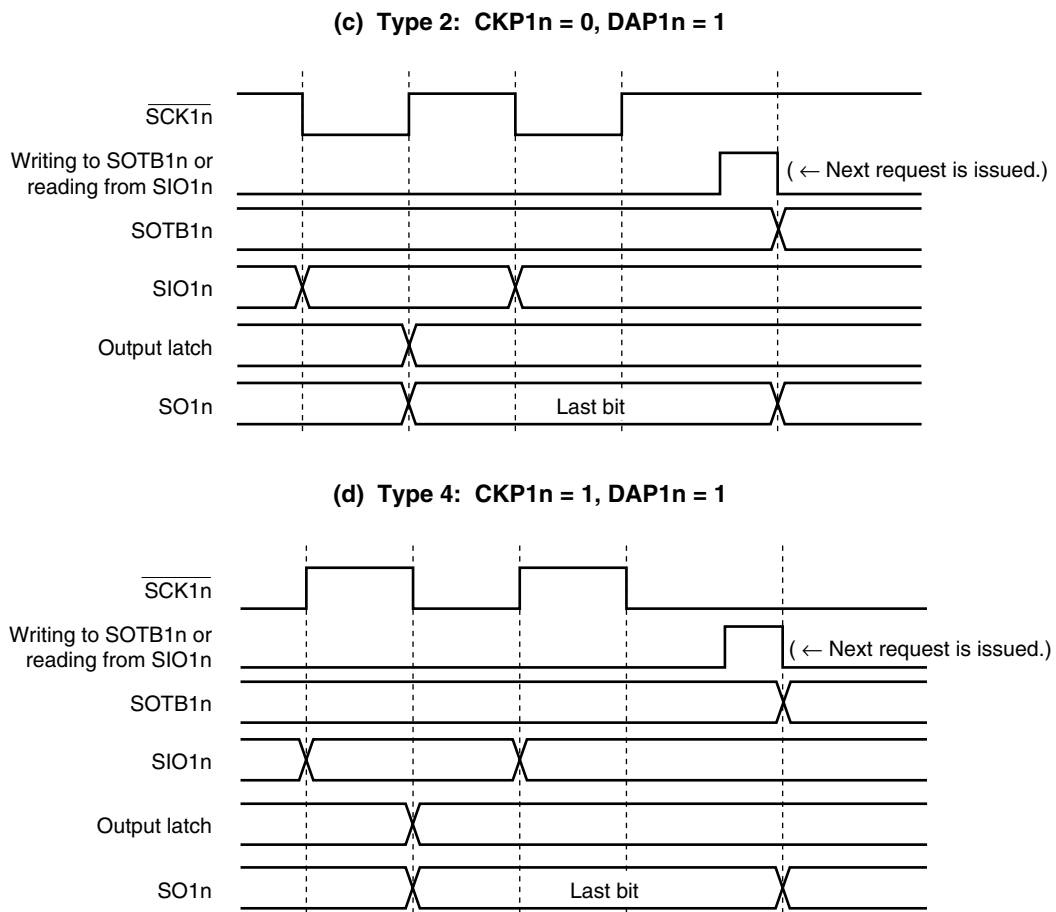 (c) Type 2: CKP1n = 0, DAP1n = 1
SCK1n
Writing to SOTB1n or
reading from SIO1n
( ← Next request is issued.)
SOTB1n
SIO1n
Output latch
SO1n
Last bit
(d) Type 4: CKP1n = 1, DAP1n = 1
SCK1n
Writing to SOTB1n or
reading from SIO1n
( ← Next request is issued.)
SOTB1n
SIO1n
Output latch
SO1n
Last bit